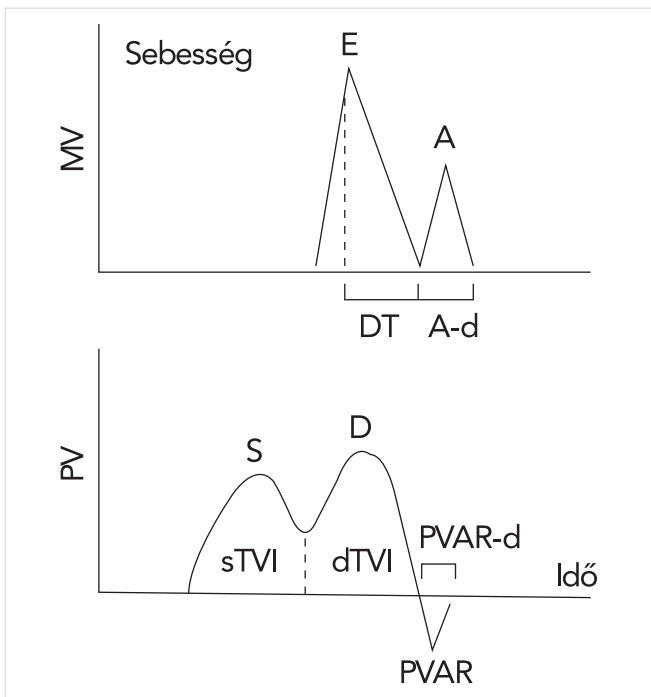 Sebesség
E
MV
A
DT
A-d
PV
S
D
sTVI
dTVI
PVAR-d
Idő
PVAR